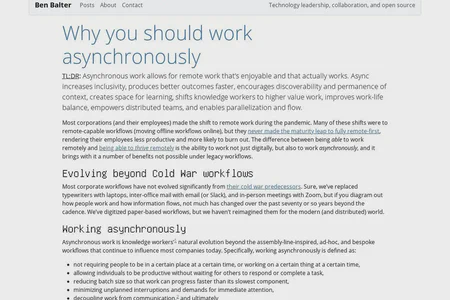 Ben Balter Posts About Contact Technology leadership, collaboration, and open source
Why you should work
asynchronously
TL;DR: Asynchronous work allows for remote work that's enjoyable and that actually works. Async
increases inclusivity, produces better outcomes faster, encourages discoverability and permanence of
context, creates space for learning, shifts knowledge workers to higher value work, improves work-life
balance, empowers distributed teams, and enables parallelization and flow.
Most corporations (and their employees) made the shift to remote work during the pandemic. Many of these shifts were
remote-capable workflows (moving offline workflows online), but they never made the maturity leap to fully remote-first,
rendering their employees less productive and more likely to burn out. The difference between being able to work
remotely and being able to thrive remotely is the ability to work not just digitally, but also to work asynchronously, and it
brings with it a number of benefits not possible under legacy workflows.
Evolving beyond Cold War workflows
Most corporate workflows have not evolved significantly from their cold war predecessors. Sure, we've replaced
typewriters with laptops, inter-office mail with email (or Slack), and in-person meetings with Zoom, but if you diagram out
how people work and how information flows, not much has changed over the past seventy or so years beyond the
cadence. We've digitized paper-based workflows, but we haven't reimagined them for the modern (and distributed) world.
Working asynchronously
Asynchronous work is knowledge workers' natural evolution beyond the assembly-line-inspired, ad-hoc, and bespoke
workflows that continue to influence most companies today. Specifically, working asynchronously is defined as:
• not requiring people to be in a certain place at a certain time, or working on a certain thing at a certain time,
• allowing individuals to be productive without waiting for others to respond or complete a task,
• reducing batch size so that work can progress faster than its slowest component,
• minimizing unplanned interruptions and demands for immediate attention,
• decoupling work from communication, and ultimately